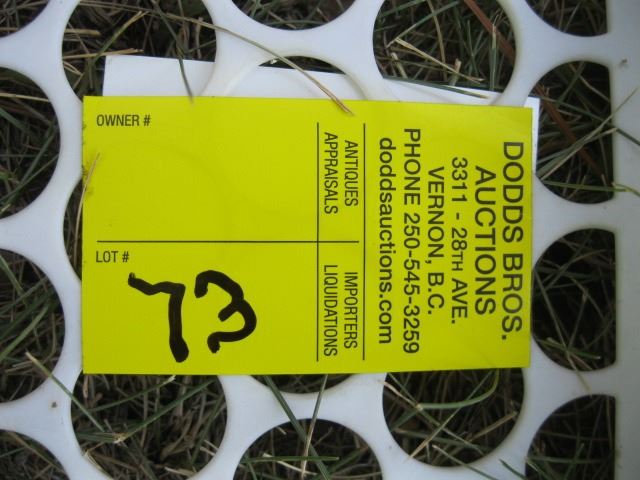 DODDS BROS.
AUCTIONS
3311 - 28TH AVE.
VERNON, B.C.
PHONE 250-545-3259
doddsauctions.com
ANTIQUES
APPRAISALS
IMPORTERS
LIQUIDATIONS
OWNER #
LOT #
73